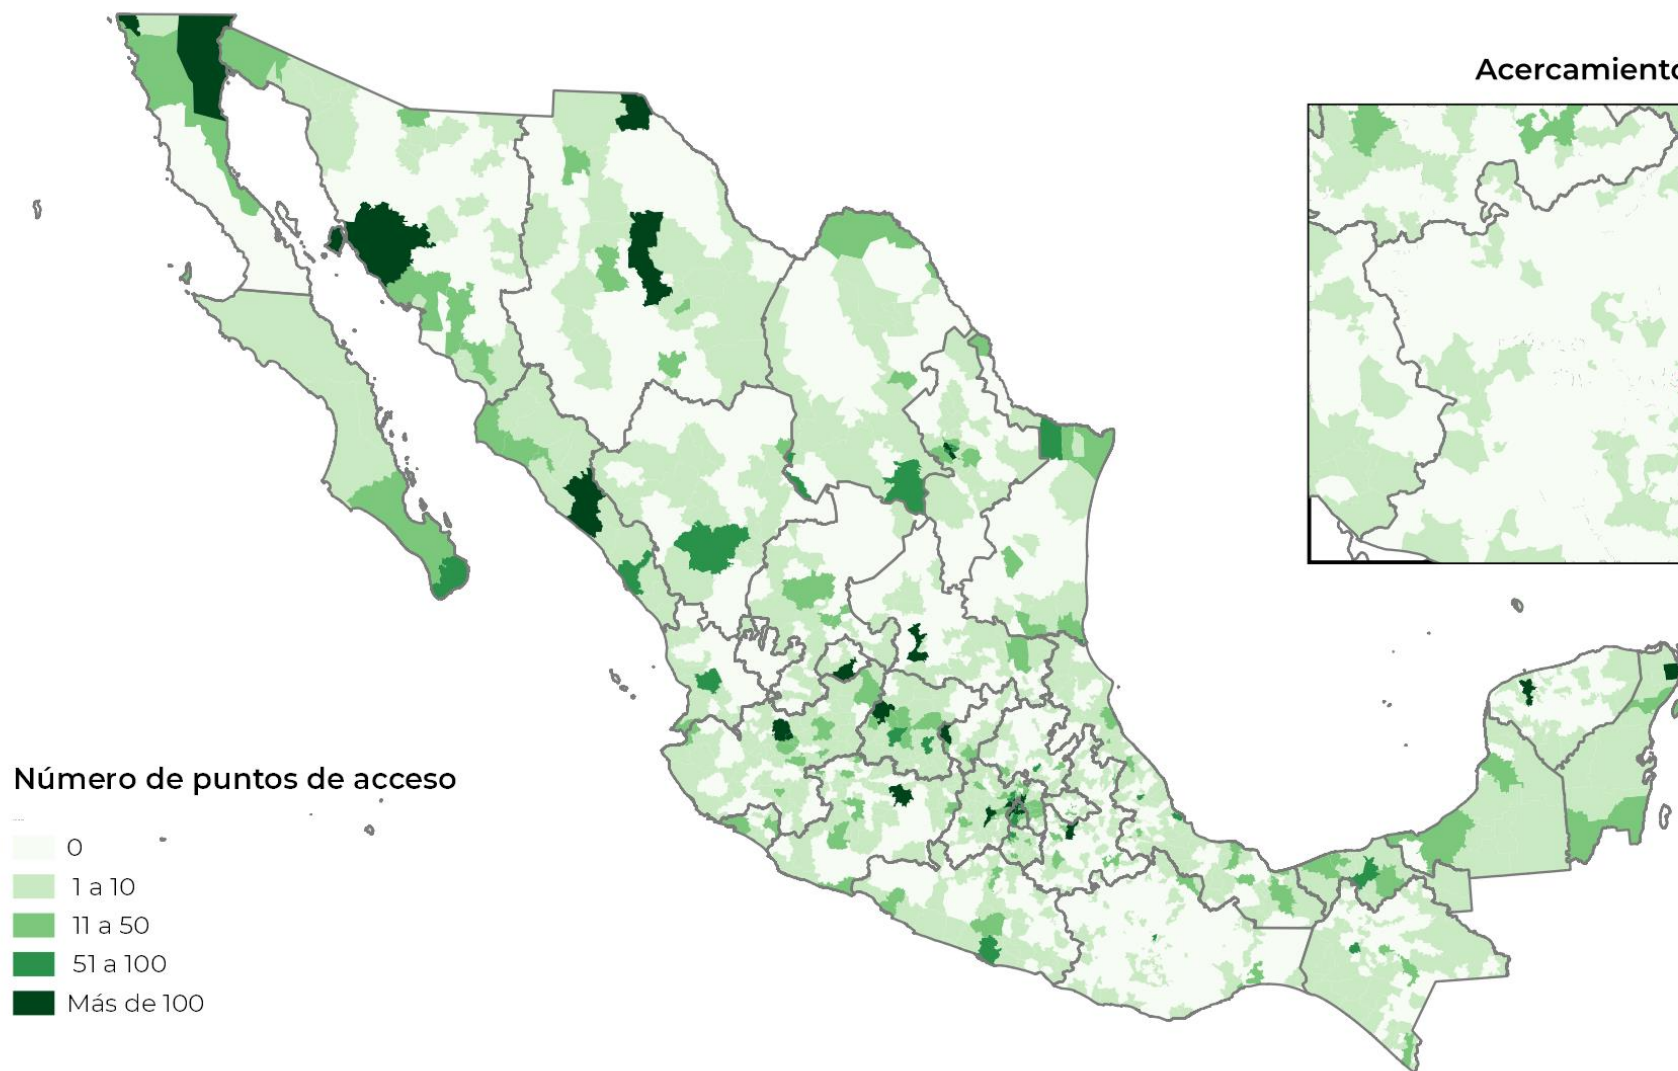 Acercamiento
Número de puntos de acceso
0
1 a 10
11 a 50
51 a 100
Más de 100